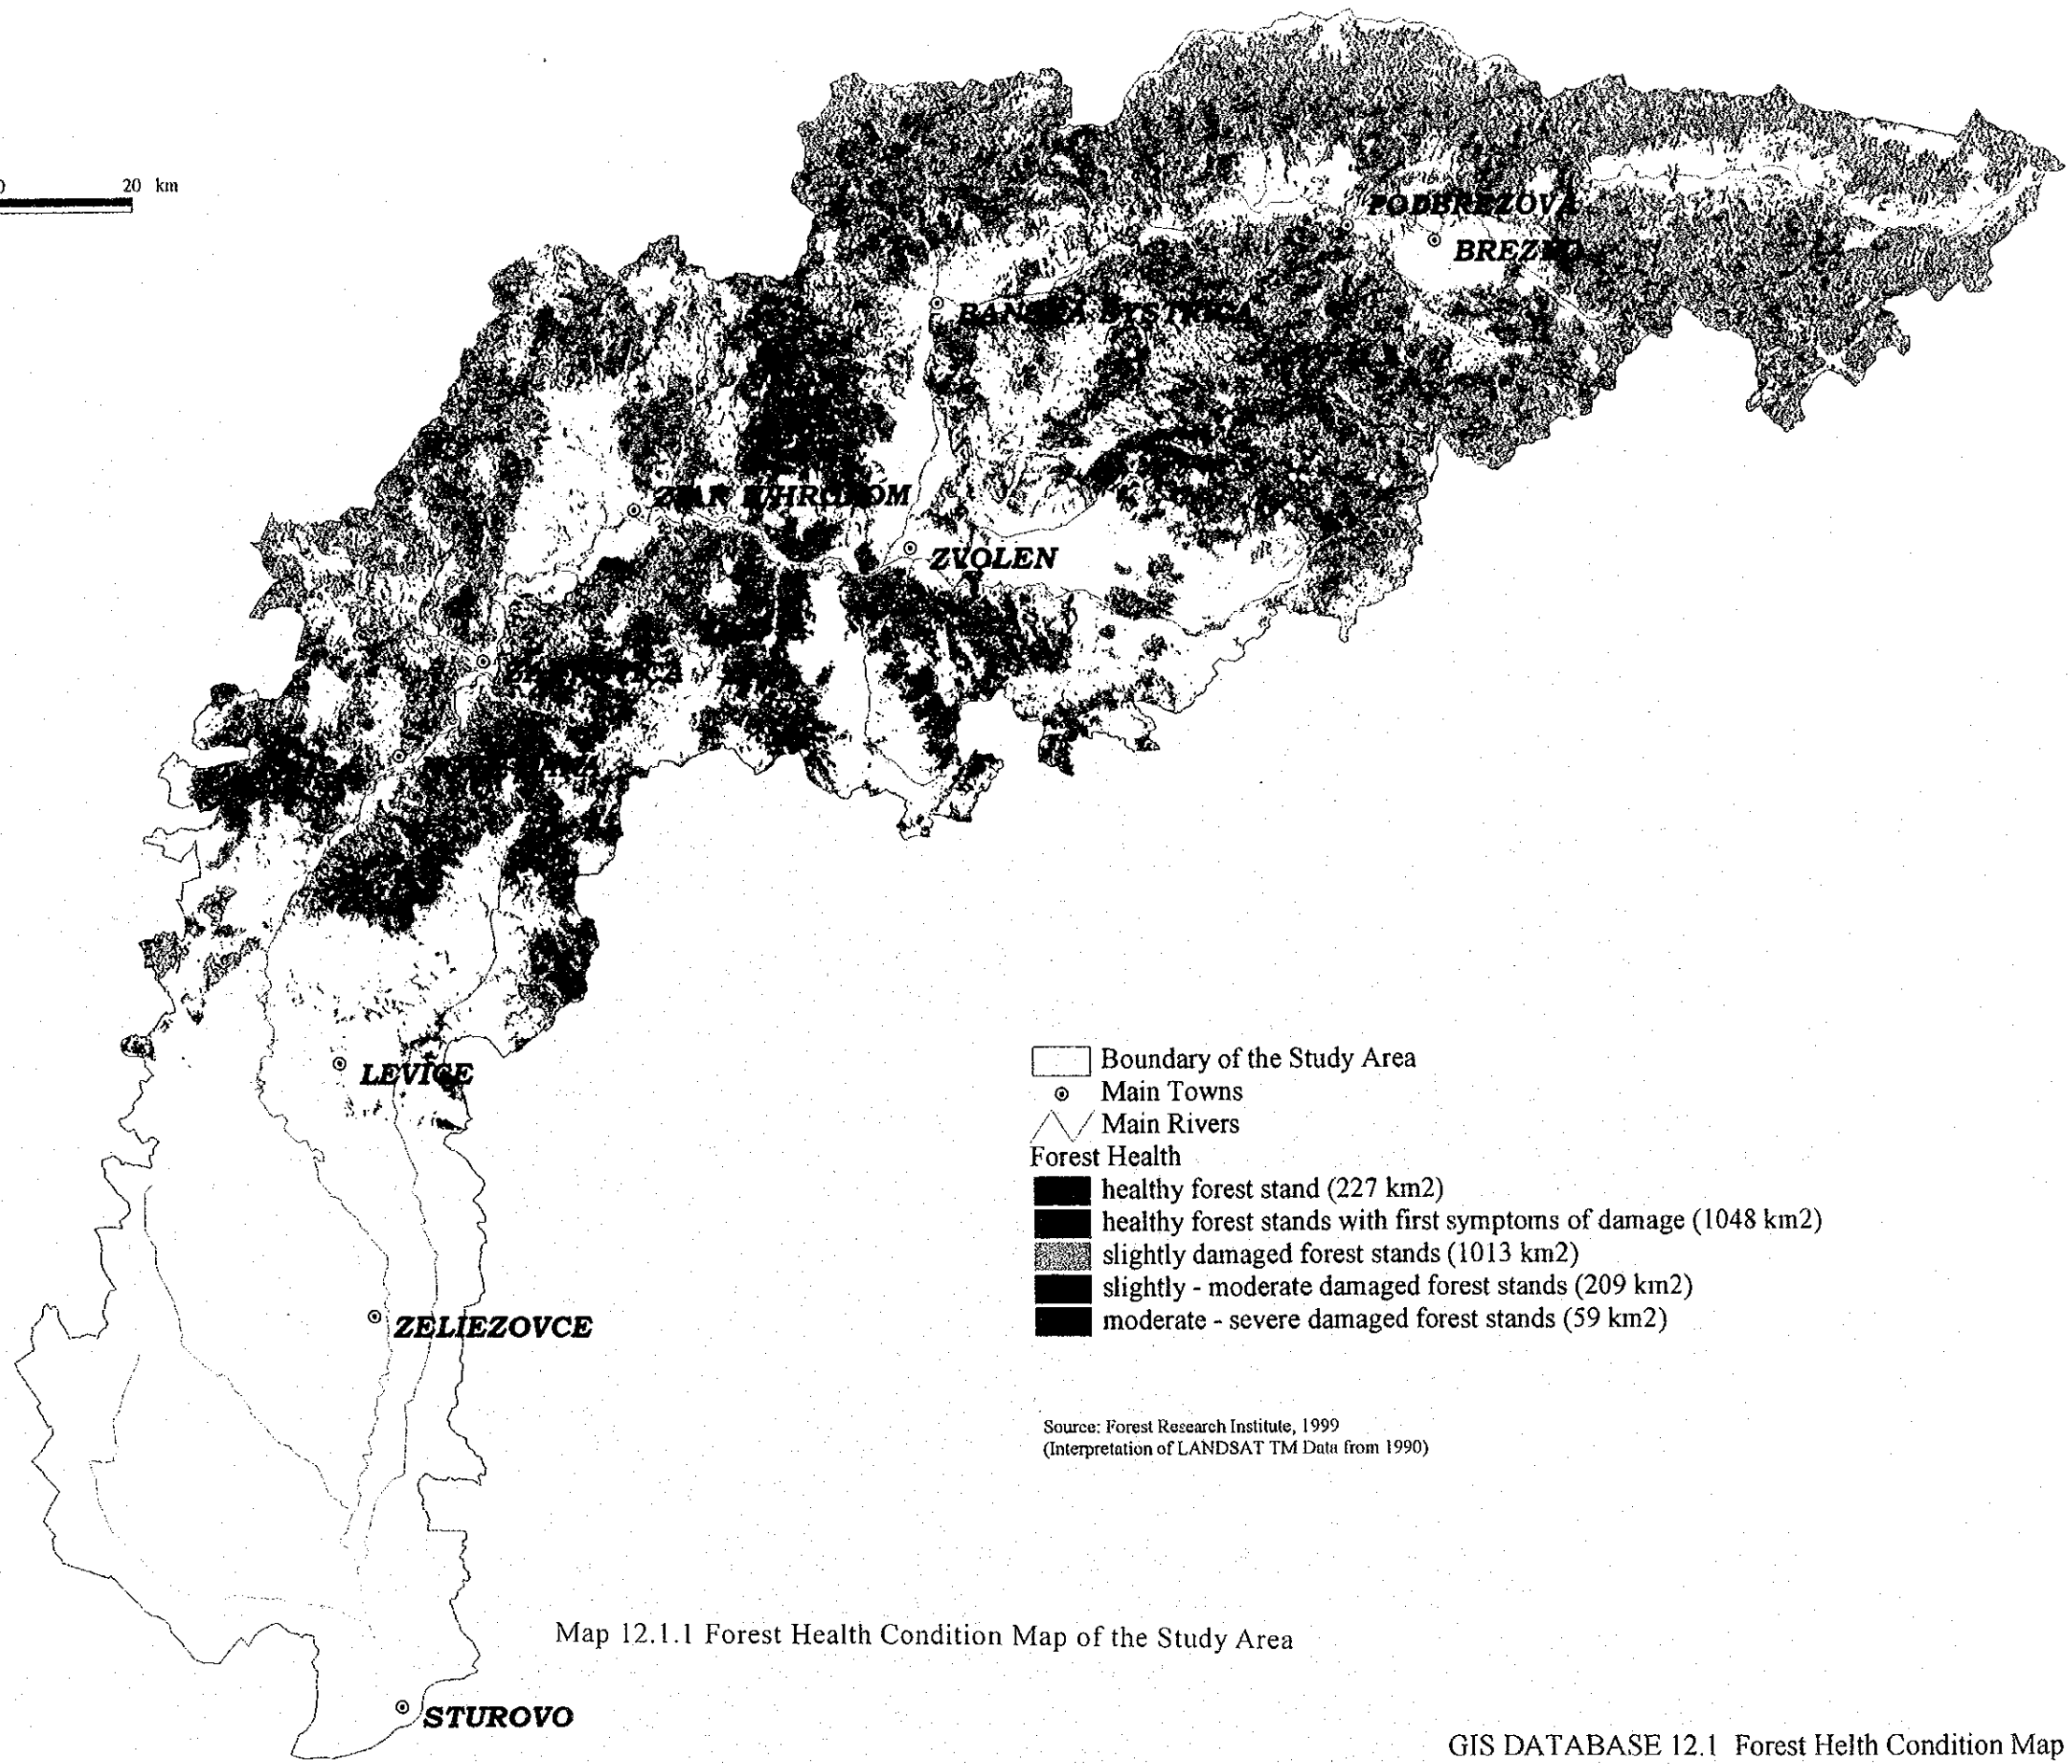 20 km
PODBREZOVA
BREZNO
BANSKA BYSTRICA
ZVOLEN
LEVICE
Boundary of the Study Area
Main Towns
Main Rivers
Forest Health
healthy forest stand (227 km2)
healthy forest stands with first symptoms of damage (1048 km2)
slightly damaged forest stands (1013 km2)
slightly - moderate damaged forest stands (209 km2)
moderate - severe damaged forest stands (59 km2)
ZELIEZOVCE
Source: Forest Research Institute, 1999
(Interpretation of LANDSAT TM Data from 1990)
Map 12.1.1 Forest Health Condition Map of the Study Area
STUROVO
GIS DATABASE 12.1 Forest Helth Condition Map